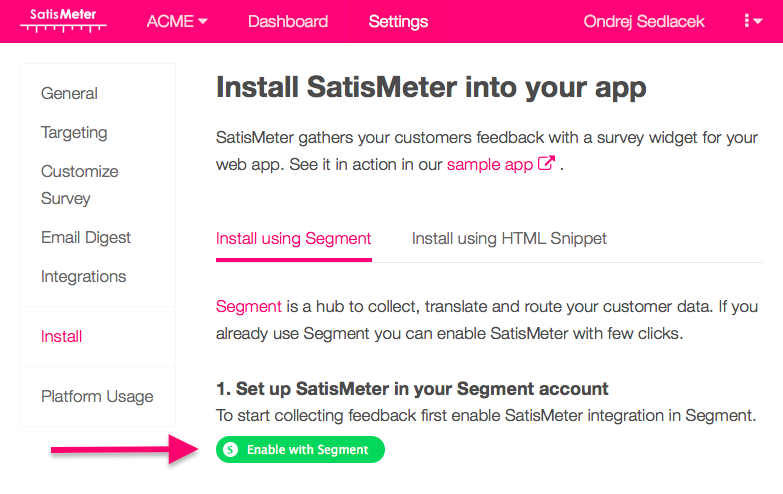 SatisMeter
ACME
Dashboard
Settings
Ondrej Sedlacek
General
Targeting
Customize
Survey
Email Digest
Integrations
Install
Platform Usage
Install SatisMeter into your app
SatisMeter gathers your customers feedback with a survey widget for your
web app. See it in action in our sample app .
Install using Segment
Install using HTML Snippet
Segment is a hub to collect, translate and route your customer data. If you
already use Segment you can enable SatisMeter with few clicks.
1. Set up SatisMeter in your Segment account
To start collecting feedback first enable SatisMeter integration in Segment.
S Enable with Segment